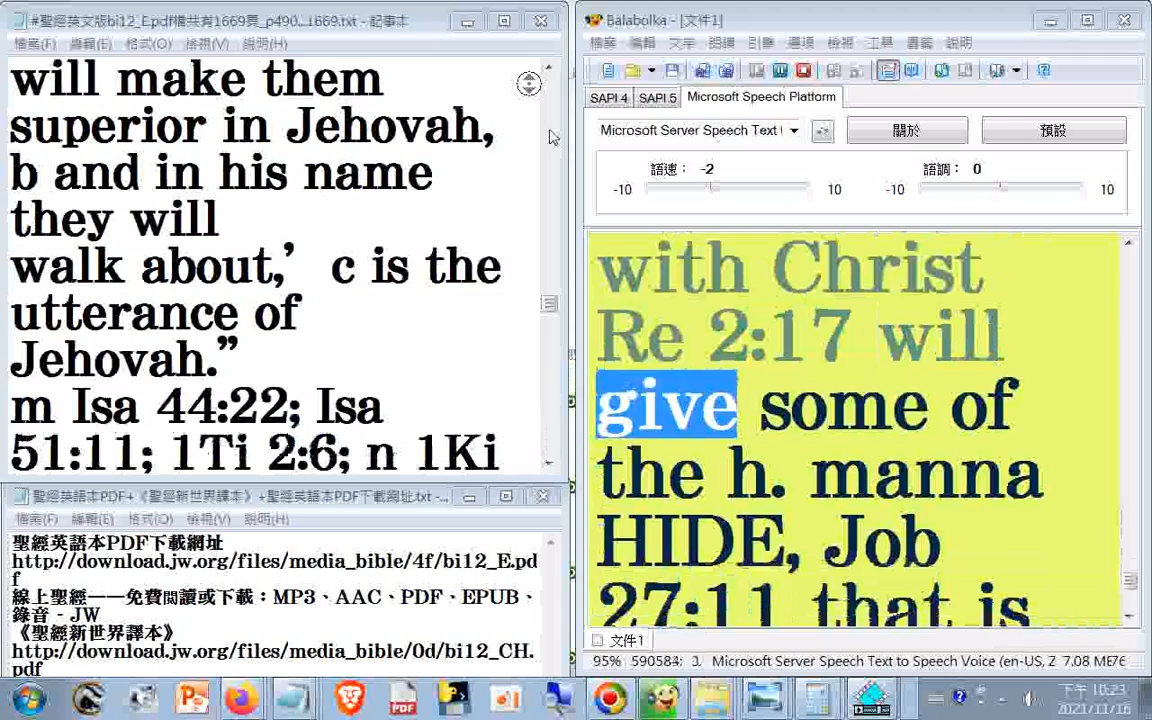 #聖經英文版bi12_E.pdf檔共有1669頁_p490...1669.txt - 記事本
檔案(F) 編輯(E) 格式(O) 檢視(V) 說明(H)
will make them
superior in Jehovah,
b and in his name
they will
walk about,’ c is the
utterance of
Jehovah.”
m Isa 44:22; Isa
51:11; 1Ti 2:6; n 1Ki
聖經英語本PDF+《聖經新世界譯本》+聖經英語本PDF下載網址.txt -...
檔案(F) 編輯(E) 格式(O) 檢視(V) 說明(H)
聖經英語本PDF下載網址
http://download.jw.org/files/media_bible/4f/bi12_E.pd
f
線上聖經——免費閱讀或下載：MP3、AAC、PDF、EPUB、
錄音 - JW
《聖經新世界譯本》
http://download.jw.org/files/media_bible/0d/bi12_CH.
pdf
Balabolka - [文件1]
檔案 編輯 文字 朗讀 引擎 選項 檢視 工具 書籤 說明
SAPI 4 SAPI 5 Microsoft Speech Platform
Microsoft Server Speech Text 關於 預設
語速： -2 語調： 0
-10 10 -10 10
with Christ
Re 2:17 will
give some of
the h. manna
HIDE, Job
27:11 that is
文件1
95% Microsoft Server Speech Text to Speech Voice (en-US, Z
下午 10:23
2021/11/16